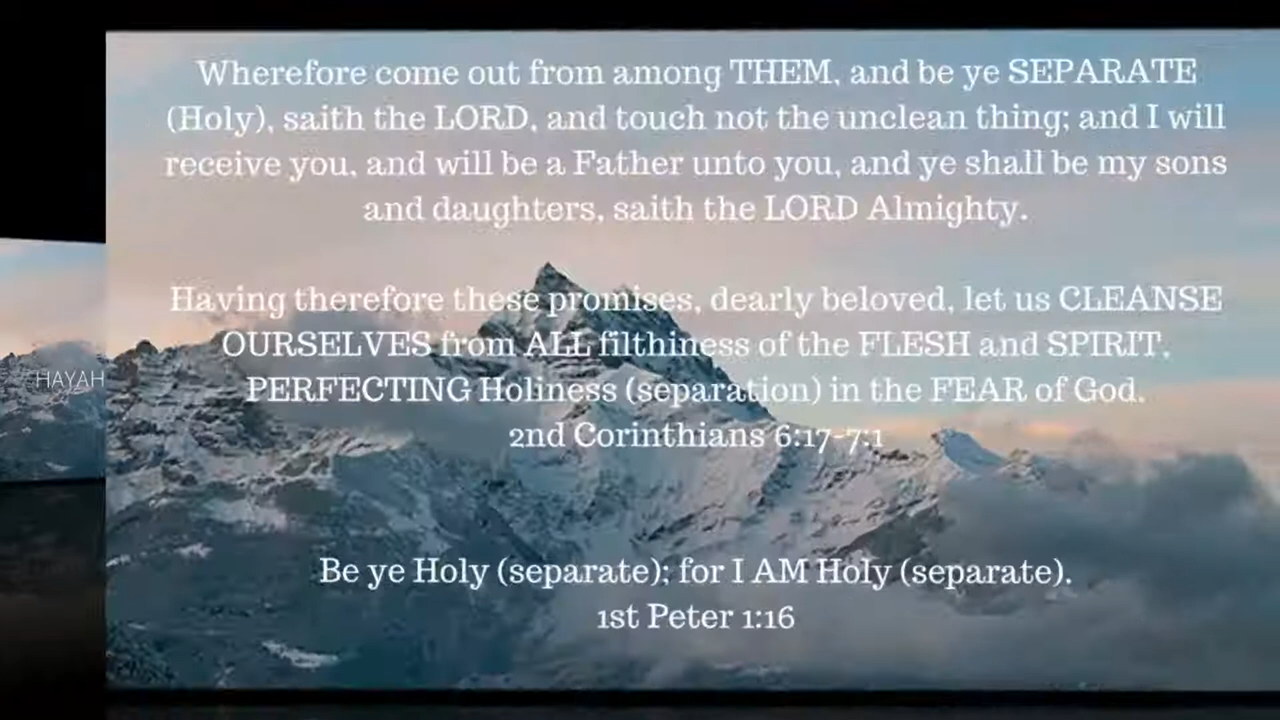 Wherefore come out from among THEM, and be ye SEPARATE
(Holy), saith the LORD, and touch not the unclean thing; and I will
receive you, and will be a Father unto you, and ye shall be my sons
and daughters, saith the LORD Almighty.
Having therefore these promises, dearly beloved, let us CLEANSE
OURSELVES from ALL filthiness of the FLESH and SPIRIT,
PERFECTING Holiness (separation) in the FEAR of God.
2nd Corinthians 6:17-7:1
HAYAH
Be ye Holy (separate); for I AM Holy (separate).
1st Peter 1:16